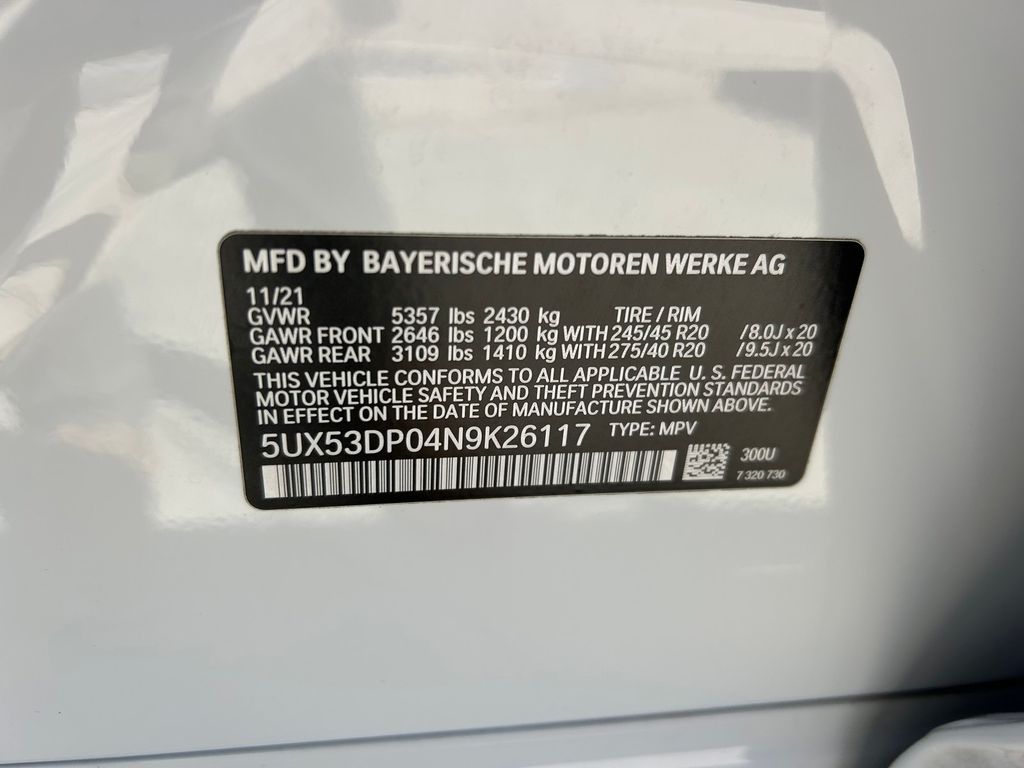 MFD BY BAYERISCHE MOTOREN WERKE AG
11/21
GVWR 5357 lbs 2430 kg TIRE / RIM
GAWR FRONT 2646 lbs 1200 kg WITH 245/45 R20 /8.0J x 20
GAWR REAR 3109 lbs 1410 kg WITH 275/40 R20 /9.5J x 20
THIS VEHICLE CONFORMS TO ALL APPLICABLE U. S. FEDERAL
MOTOR VEHICLE SAFETY AND THEFT PREVENTION STANDARDS
IN EFFECT ON THE DATE OF MANUFACTURE SHOWN ABOVE.
5UX53DP04N9K26117 TYPE: MPV
300U
7 320 730